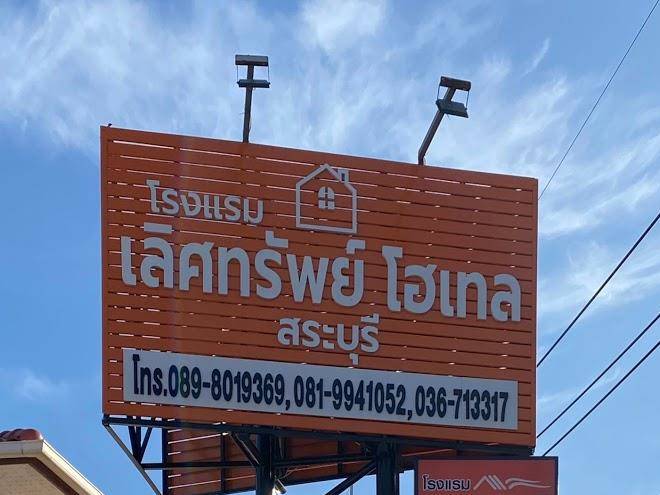 โรงแรม
เลิศทรัพย์ โฮเทล
สระบุรี
โทร.089-8019369, 081-9941052, 036-713317
โรงแรม